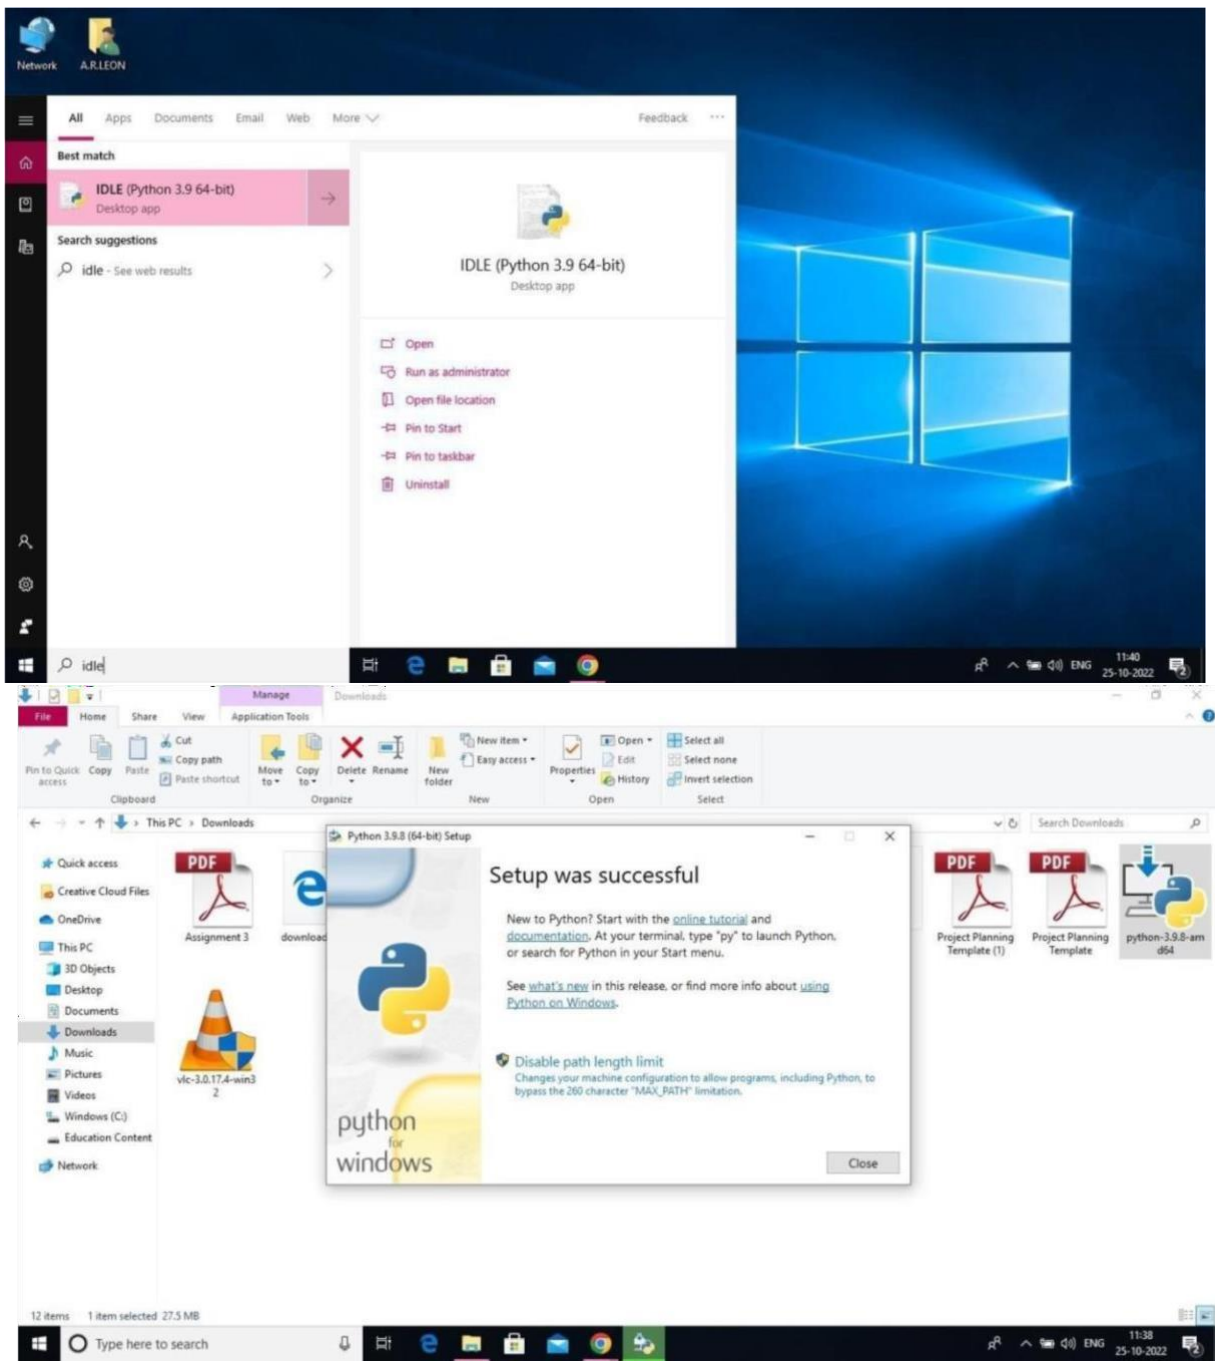 Network
A.R.LEON
All Apps Documents Email Web More Feedback ...
Best match
IDLE (Python 3.9 64-bit)
Desktop app
Search suggestions
idle - See web results
IDLE (Python 3.9 64-bit)
Desktop app
Open
Run as administrator
Open file location
Pin to Start
Pin to taskbar
Uninstall
idle
ENG
11:40
25-10-2022
2
Manage
Downloads
File Home Share View Application Tools
Pin to Quick access
Copy
Paste
Cut
Copy path
Paste shortcut
Clipboard
Move to
Copy to
Delete
Rename
Organize
New folder
New item
Easy access
New
Properties
Open
Edit
History
Open
Select all
Select none
Invert selection
Select
This PC > Downloads
Search Downloads
Quick access
Creative Cloud Files
OneDrive
This PC
3D Objects
Desktop
Documents
Downloads
Music
Pictures
Videos
Windows (C:)
Education Content
Network
PDF
Assignment 3
download
vlc-3.0.17.4-win3
2
Python 3.9.8 (64-bit) Setup
Setup was successful
New to Python? Start with the online tutorial and
documentation. At your terminal, type "py" to launch Python,
or search for Python in your Start menu.
See what's new in this release, or find more info about using
Python on Windows.
Disable path length limit
Changes your machine configuration to allow programs, including Python, to
bypass the 260 character "MAX_PATH" limitation.
python
for
windows
Close
PDF
Project Planning
Template (1)
PDF
Project Planning
Template
python-3.9.8-am
d64
12 items 1 item selected 27.5 MB
Type here to search
ENG
11:38
25-10-2022
2